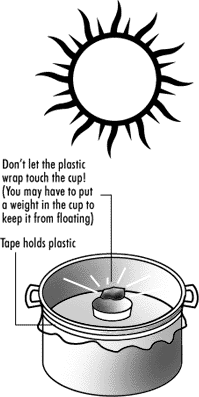 Don't let the plastic
wrap touch the cup!
(You may have to put
a weight in the cup to
keep it from floating)
Tape holds plastic